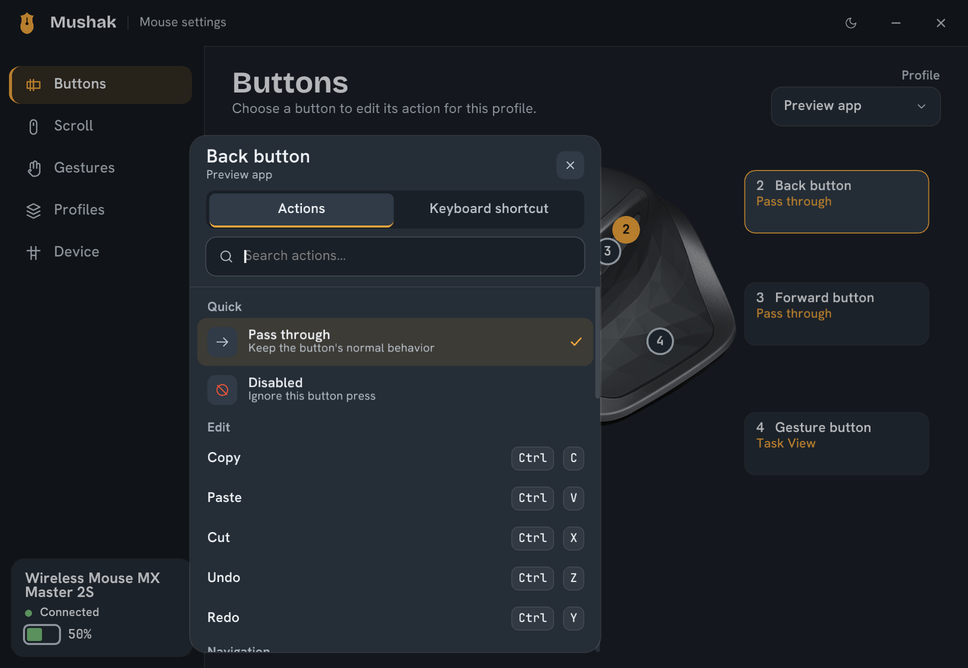 Mushak
Mouse settings
Buttons
Scroll
Gestures
Profiles
Device
Wireless Mouse MX
Master 2S
Connected
50%
Buttons
Choose a button to edit its action for this profile.
Profile
Preview app
Back button
Preview app
Actions
Keyboard shortcut
Search actions...
Quick
Pass through
Keep the button's normal behavior
Disabled
Ignore this button press
Edit
Copy Ctrl C
Paste Ctrl V
Cut Ctrl X
Undo Ctrl Z
Redo Ctrl Y
Navigation
2
3
4
2 Back button
Pass through
3 Forward button
Pass through
4 Gesture button
Task View